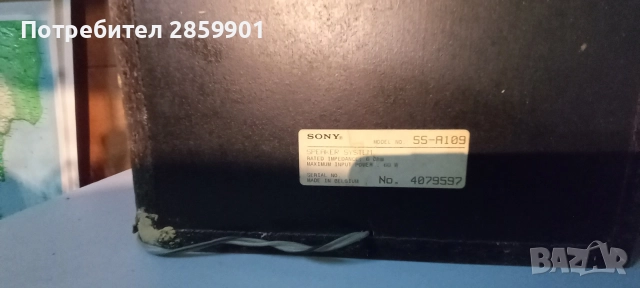 Потребител 2859901
SONY
MODEL NO. SS-A109
SPEAKER SYSTEM
RATED IMPEDANCE 8 OHM
MAXIMUM INPUT POWER W
SERIAL NO.
MADE IN BELGIUM No. 4079597
BAZAR